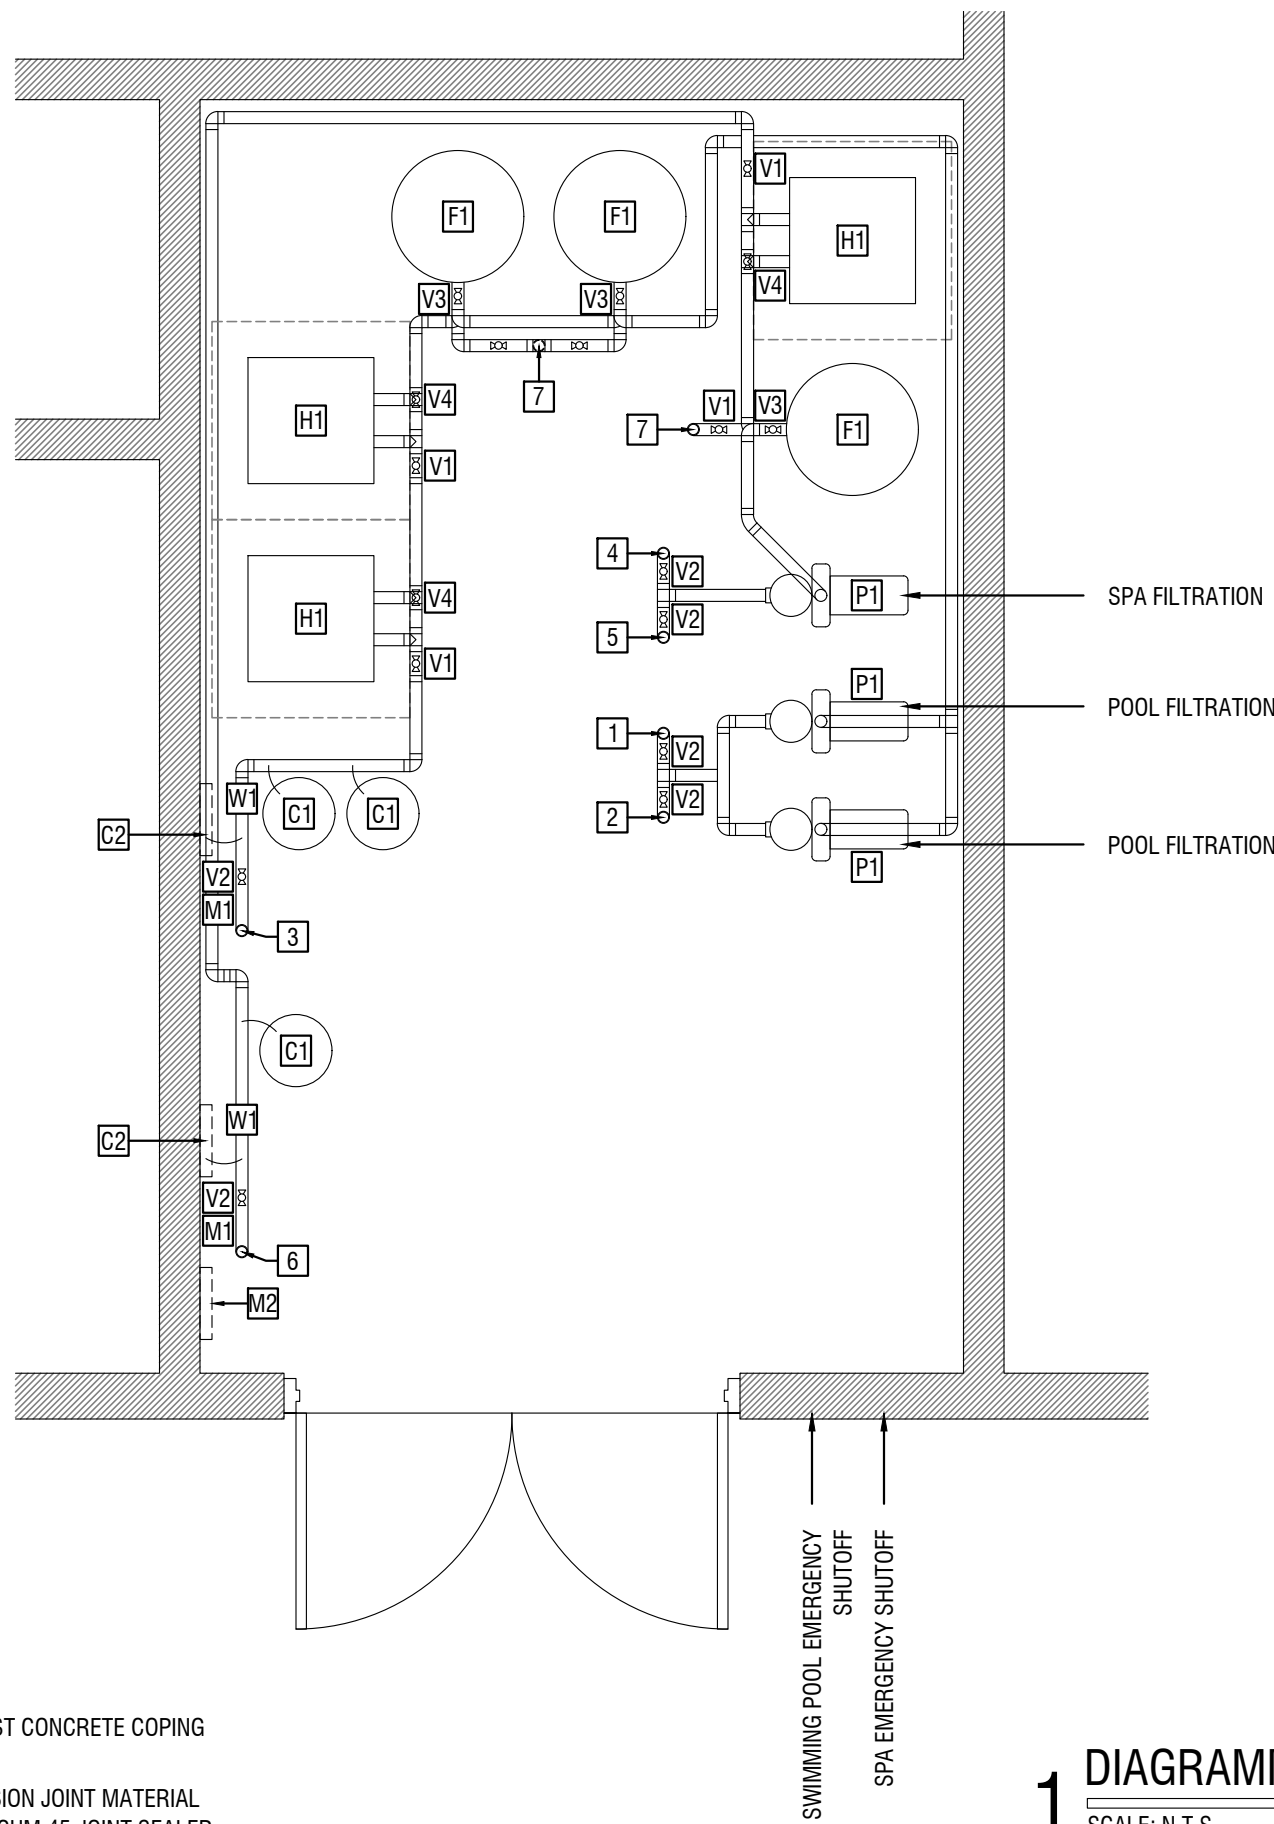 V1
F1
F1
H1
V4
V3
V3
7
V4
H1
V1
V1
V3
7
F1
4
V2
P1
SPA FILTRATION
V4
H1
5
V2
V1
P1
POOL FILTRATION
1
V2
W1
C1
C1
V2
2
C2
POOL FILTRATION
P1
V2
M1
3
C1
W1
C2
V2
M1
6
M2
SWIMMING POOL EMERGENCY
SHUTOFF
SPA EMERGENCY SHUTOFF
ST CONCRETE COPING
SION JOINT MATERIAL
1
SCALE: N.T.S.